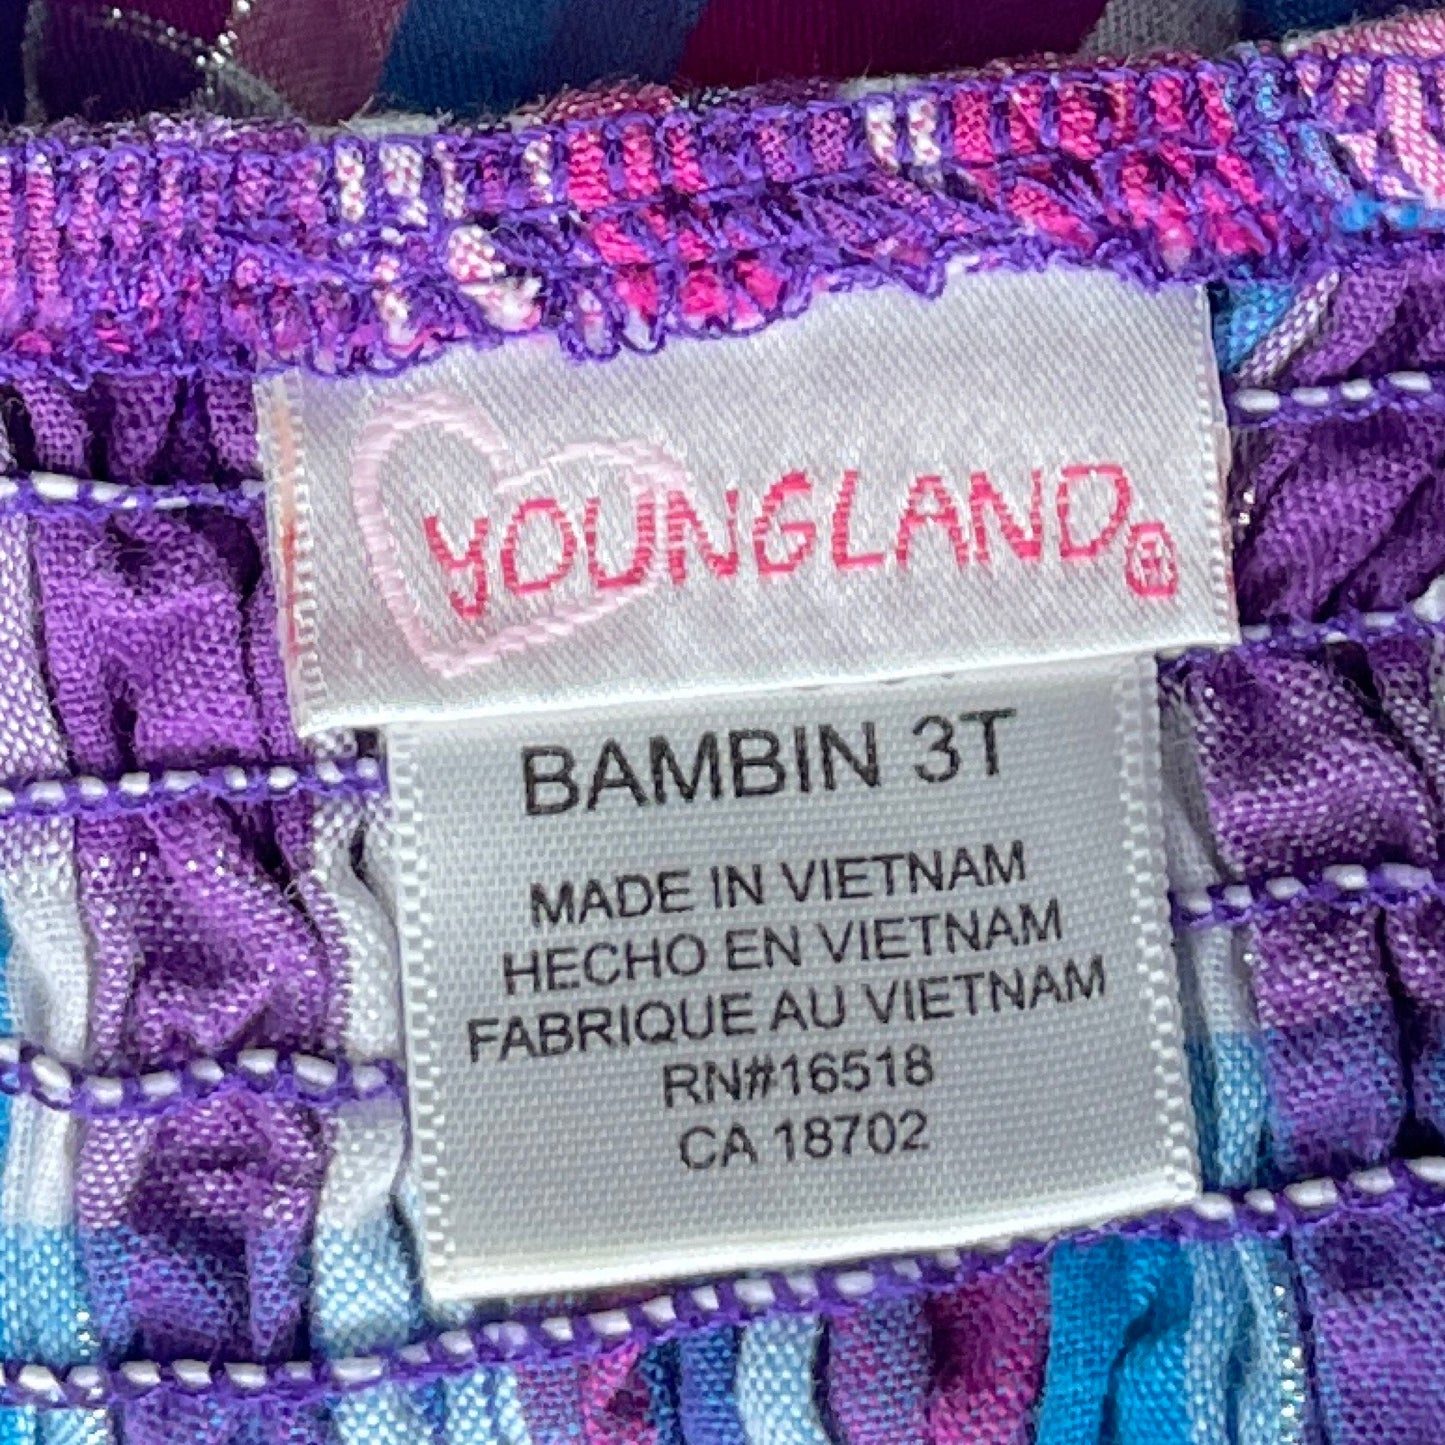 YOUNGLAND®
BAMBIN 3T
MADE IN VIETNAM
HECHO EN VIETNAM
FABRIQUE AU VIETNAM
RN#16518
CA 18702